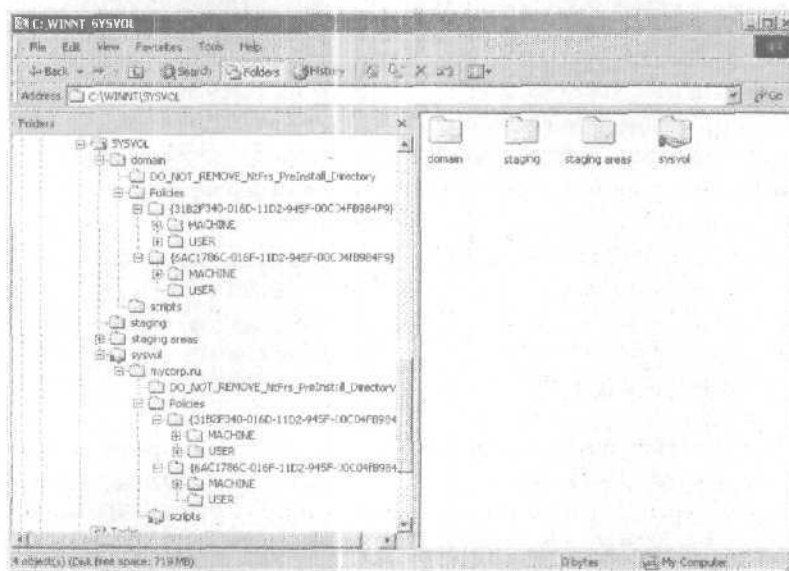 C:\WINNT\SYSVOL
File Edit View Favorites Tools Help
Back Search Folders History
Address C:\WINNT\SYSVOL Go
Folders
SYSVOL
domain
DO_NOT_REMOVE_NtFrs_PreInstall_Directory
Policies
{31B2F340-016D-11D2-945F-00C04FB984F9}
MACHINE
USER
{6AC1786C-016F-11D2-945F-00C04fB984F9}
MACHINE
USER
scripts
staging
staging areas
sysvol
mycorp.ru
DO_NOT_REMOVE_NtFrs_PreInstall_Directory
Policies
{31B2F340-016D-11D2-945F-00C04FB984
MACHINE
USER
{6AC1786C-016F-11D2-945F-00C04fB984
MACHINE
USER
scripts
domain staging staging areas sysvol
4 object(s) (Disk free space: 719 MB) 0 bytes My Computer